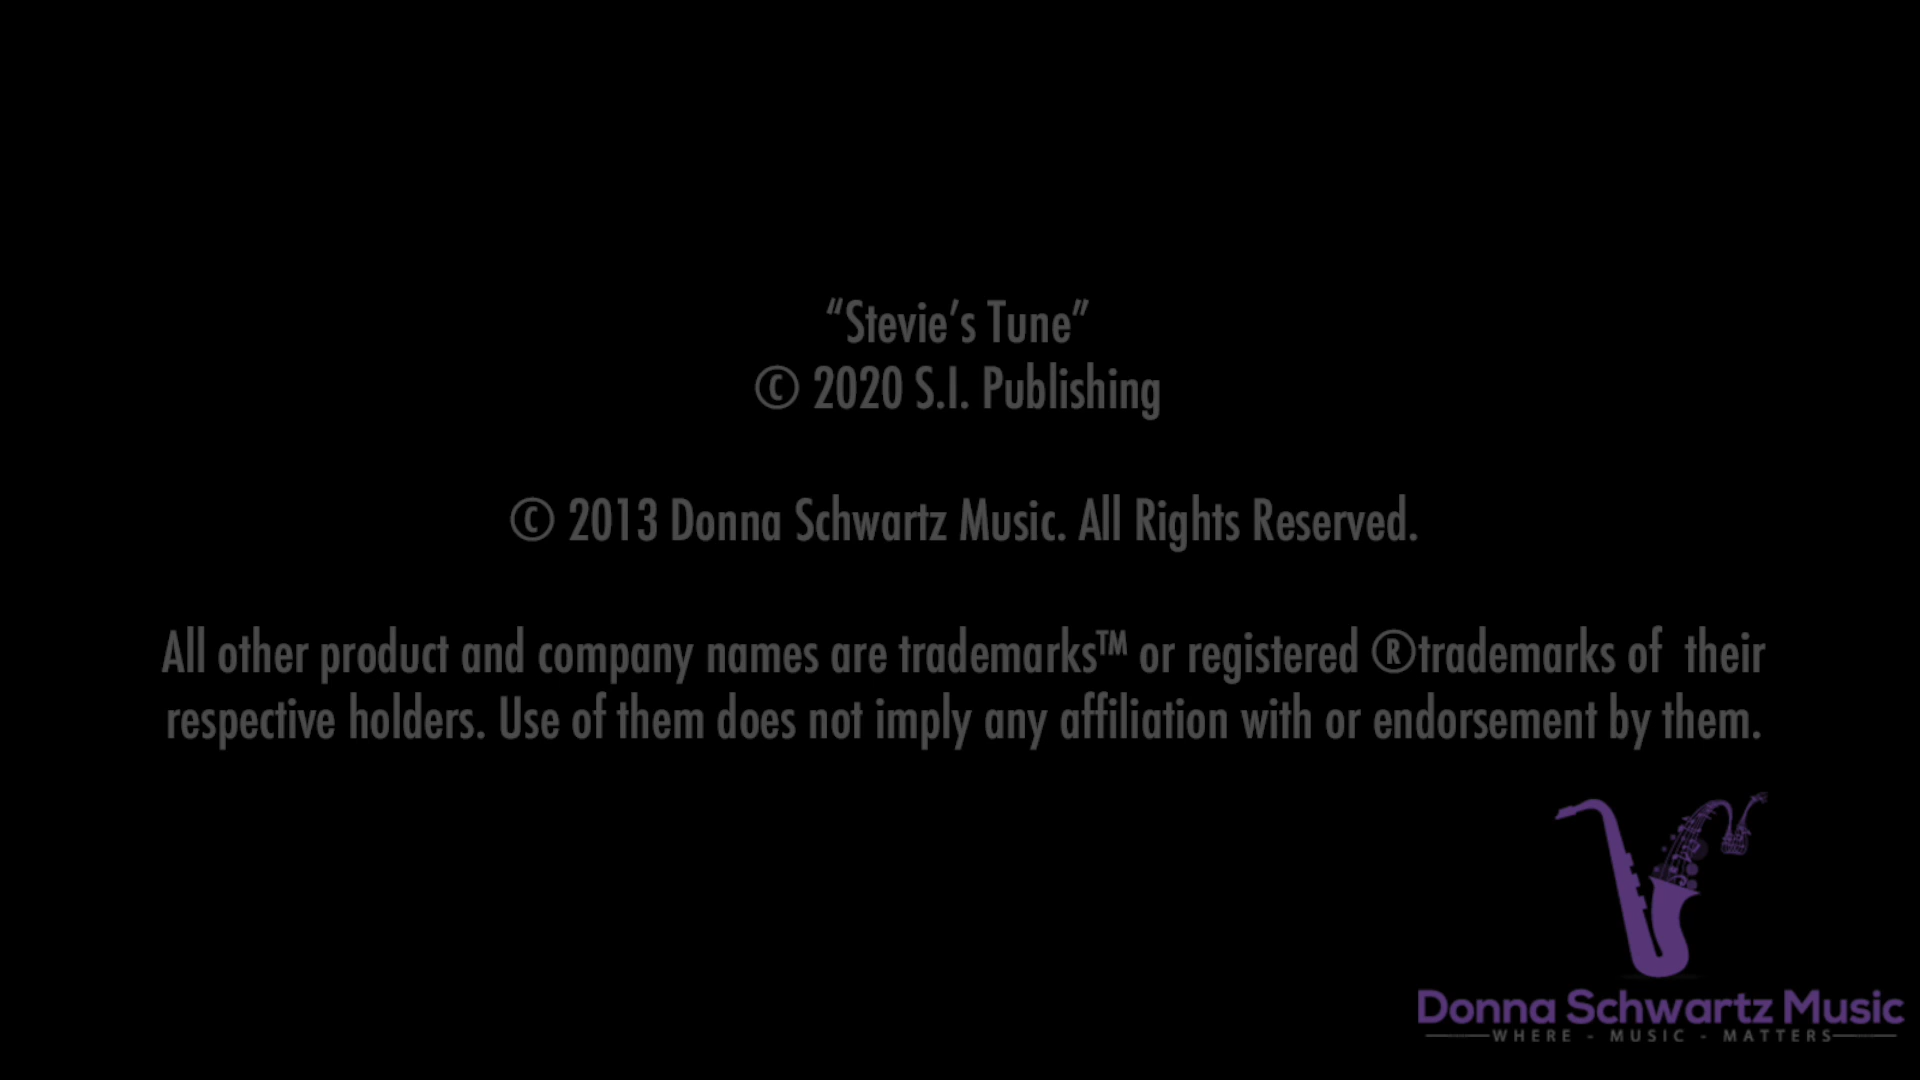 “Stevie’s Tune”
© 2020 S.I. Publishing
© 2013 Donna Schwartz Music. All Rights Reserved.
All other product and company names are trademarks™ or registered ®trademarks of  their
respective holders. Use of them does not imply any affiliation with or endorsement by them.
Donna Schwartz Music
WHERE - MUSIC - MATTERS